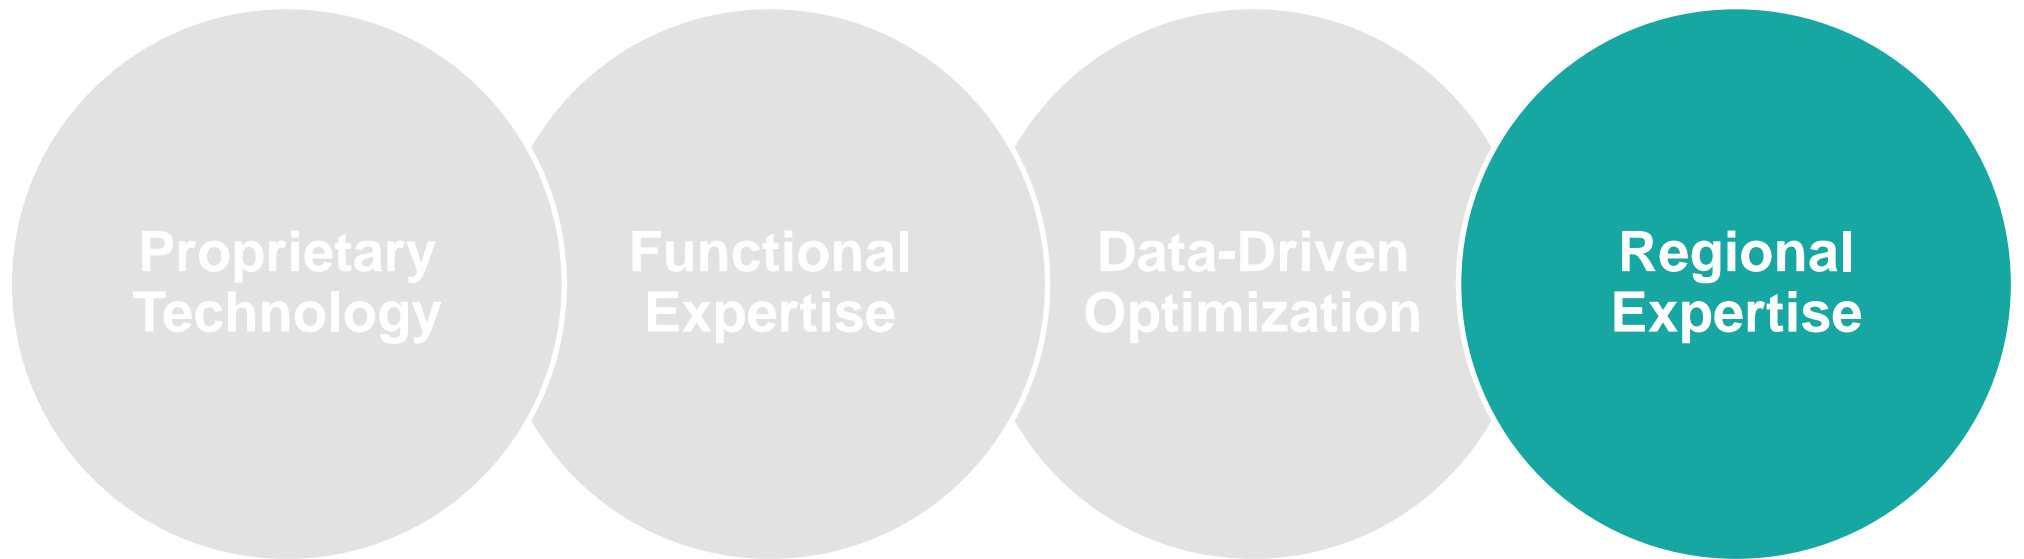 Proprietary
Technology
Functional
Expertise
Data-Driven
Optimization
Regional
Expertise